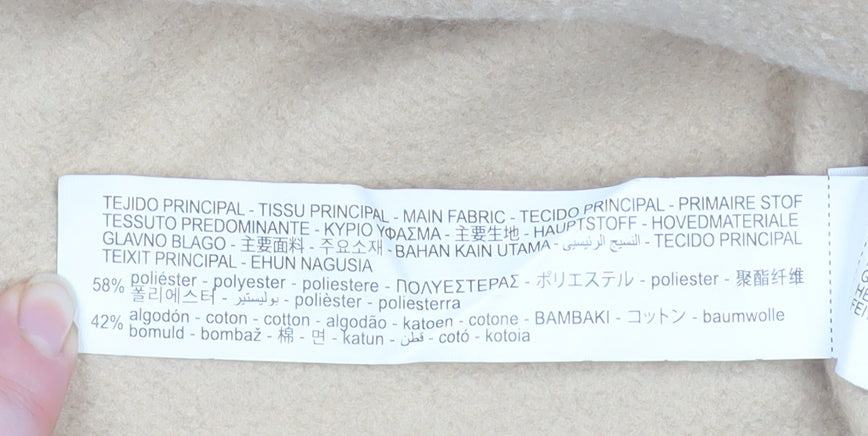 TEJIDO PRINCIPAL - TISSU PRINCIPAL - MAIN FABRIC - TECIDO PRINCIPAL - PRIMAIRE STOF
TESSUTO PREDOMINANTE - ΚΥΡΙΟ ΥΦΑΣΜΑ - 主要生地 - HAUPTSTOFF - HOVEDMATERIALE
GLAVNO BLAGO - 主要面料 - 주요소재 - BAHAN KAIN UTAMA - النسيج الرئيسي - TECIDO PRINCIPAL
TEIXIT PRINCIPAL - EHUN NAGUSIA
58% poliéster - polyester - poliestere - ΠΟΛΥΕΣΤΕΡΑΣ - ポリエステル - poliester - 聚酯纤维
폴리에스터 - بوليستير - polièster - poliesterra
42% algodón - coton - cotton - algodão - katoen - cotone - ΒΑΜΒΑΚΙ - コットン - baumwolle
bomuld - bombaž - 棉 - 면 - katun - قطن - cotó - kotoia